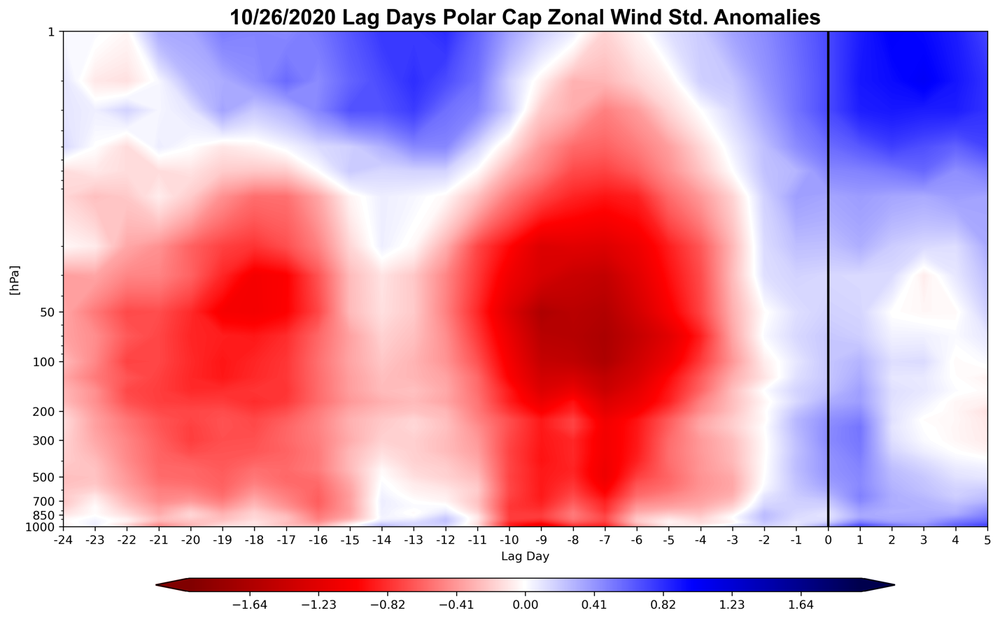 10/26/2020 Lag Days Polar Cap Zonal Wind Std. Anomalies
1
50
100
200
300
500
700
850
1000
[hPa]
-24 -23 -22 -21 -20 -19 -18 -17 -16 -15 -14 -13 -12 -11 -10 -9 -8 -7 -6 -5 -4 -3 -2 -1 0 1 2 3 4 5
Lag Day
−1.64 −1.23 −0.82 −0.41 0.00 0.41 0.82 1.23 1.64